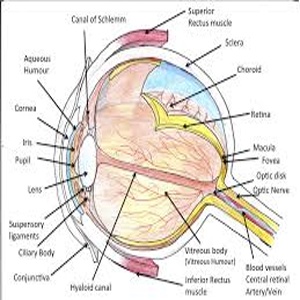 Canal of Schlemm
Superior
Rectus muscle
Sclera
Choroid
Retina
Macula
Fovea
Optic disk
Optic Nerve
Blood vessels
Central retinal
Artery/Vein
Vitreous body
(Vitreous Humour)
Inferior Rectus
muscle
Hyaloid canal
Aqueous
Humour
Cornea
Iris
Pupil
Lens
Suspensory
ligaments
Ciliary Body
Conjunctiva